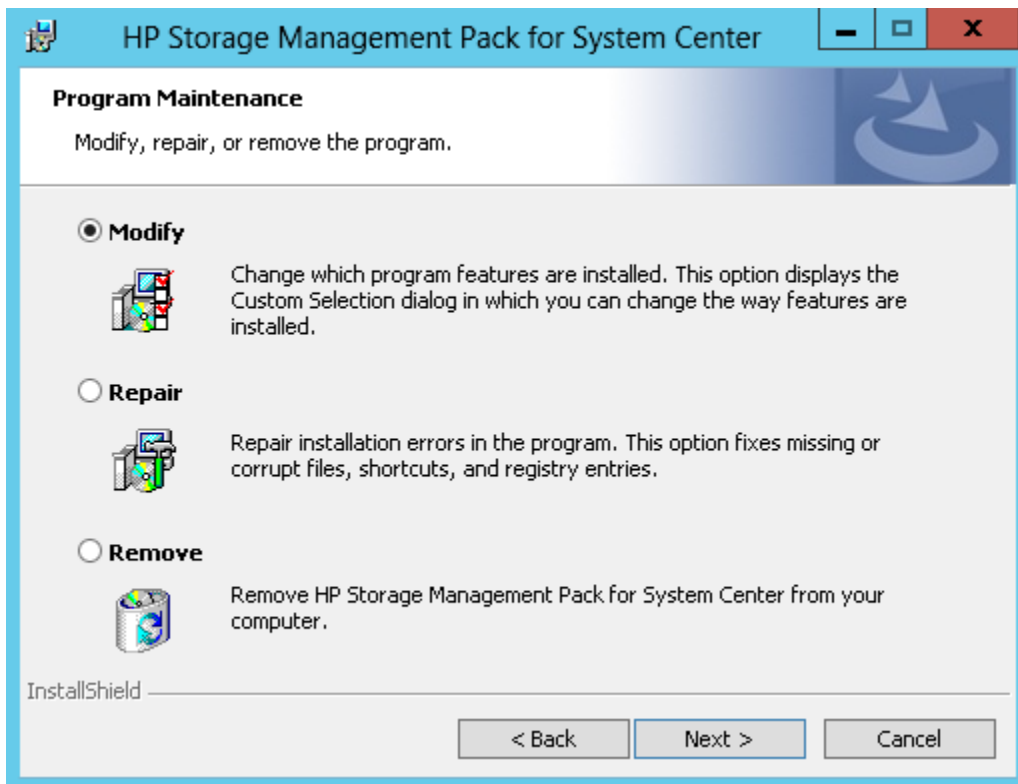 HP Storage Management Pack for System Center
Program Maintenance
Modify, repair, or remove the program.
Modify
Change which program features are installed. This option displays the
Custom Selection dialog in which you can change the way features are
installed.
Repair
Repair installation errors in the program. This option fixes missing or
corrupt files, shortcuts, and registry entries.
Remove
Remove HP Storage Management Pack for System Center from your
computer.
InstallShield
< Back
Next >
Cancel